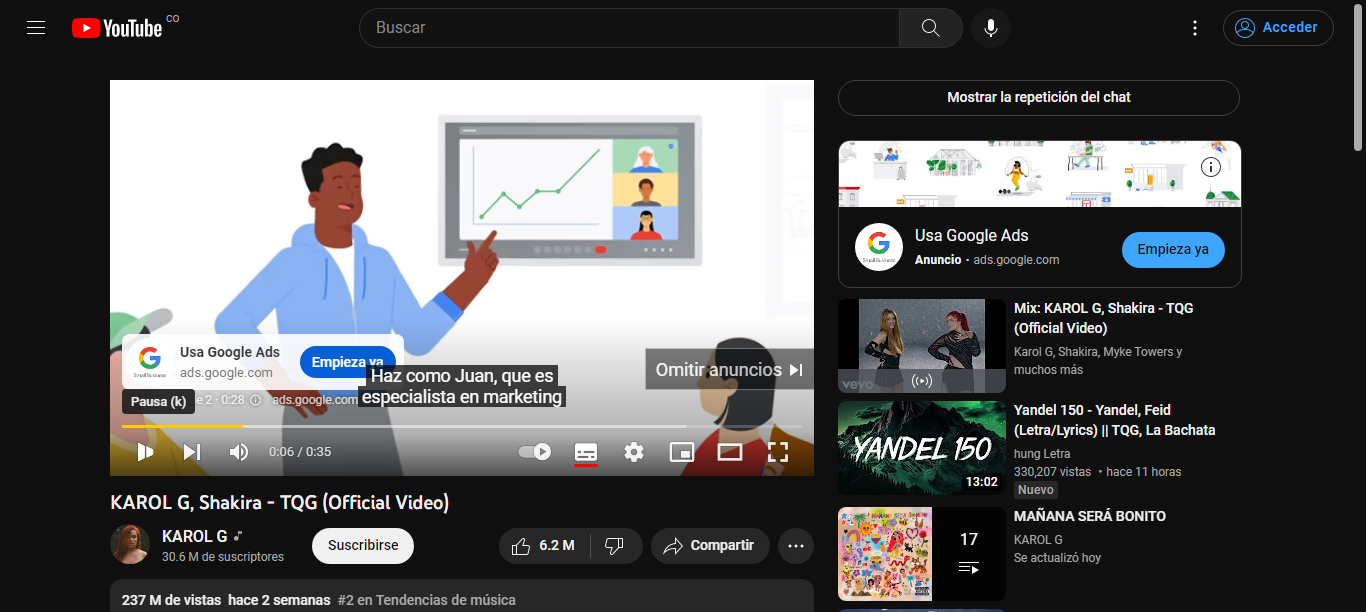 YouTube CO
Buscar
Acceder
Usa Google Ads
ads.google.com
Empieza ya
Omitir anuncios
Haz como Juan, que es
especialista en marketing
Pausa (k)
e 2 · 0:28
ads.google.com
0:06 / 0:35
KAROL G, Shakira - TQG (Official Video)
KAROL G
30.6 M de suscriptores
Suscribirse
6.2 M
Compartir
237 M de vistas hace 2 semanas #2 en Tendencias de música
Mostrar la repetición del chat
Usa Google Ads
Anuncio · ads.google.com
Empieza ya
vevo
Mix: KAROL G, Shakira - TQG
(Official Video)
Karol G, Shakira, Myke Towers y
muchos más
YANDEL 150
13:02
Yandel 150 - Yandel, Feid
(Letra/Lyrics) || TQG, La Bachata
hung Letra
330,207 vistas • hace 11 horas
Nuevo
17
MAÑANA SERÁ BONITO
KAROL G
Se actualizó hoy